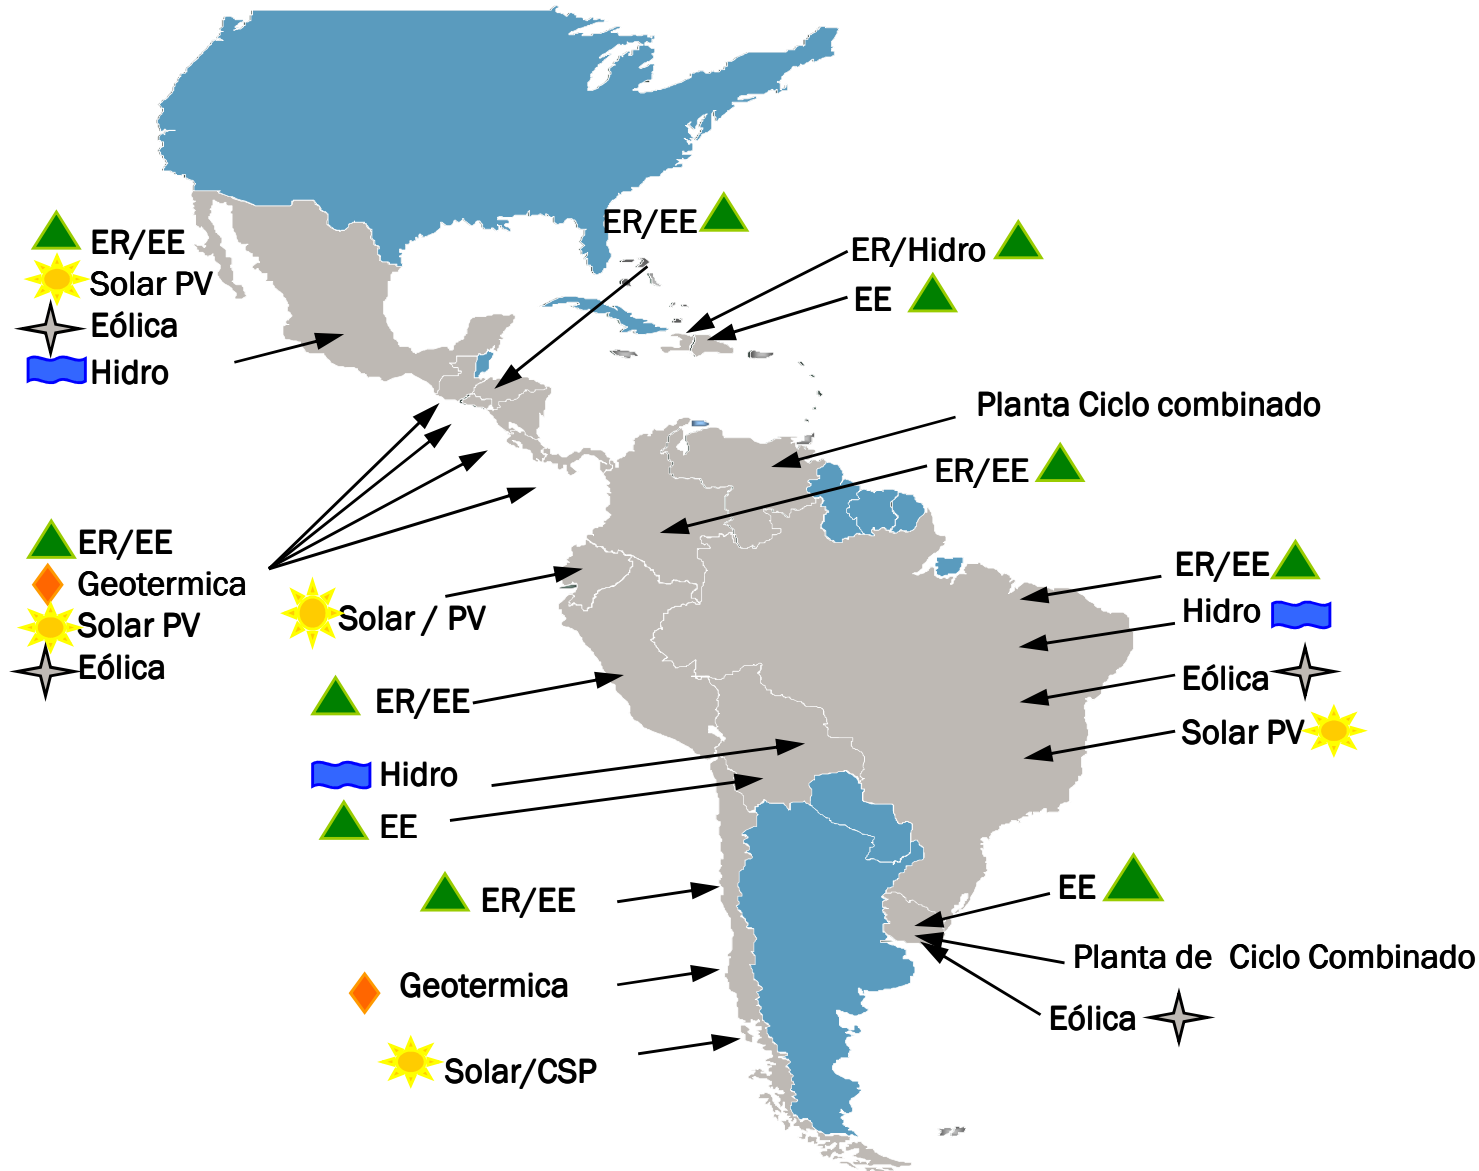 ER/EE
ER/EE
Solar PV
Eólica
Hidro
ER/Hidro
EE
Planta Ciclo combinado
ER/EE
ER/EE
Geotermica
Solar PV
Eólica
Solar / PV
ER/EE
Hidro
Eólica
Solar PV
ER/EE
Hidro
EE
ER/EE
Geotermica
Solar/CSP
EE
Planta de Ciclo Combinado
Eólica